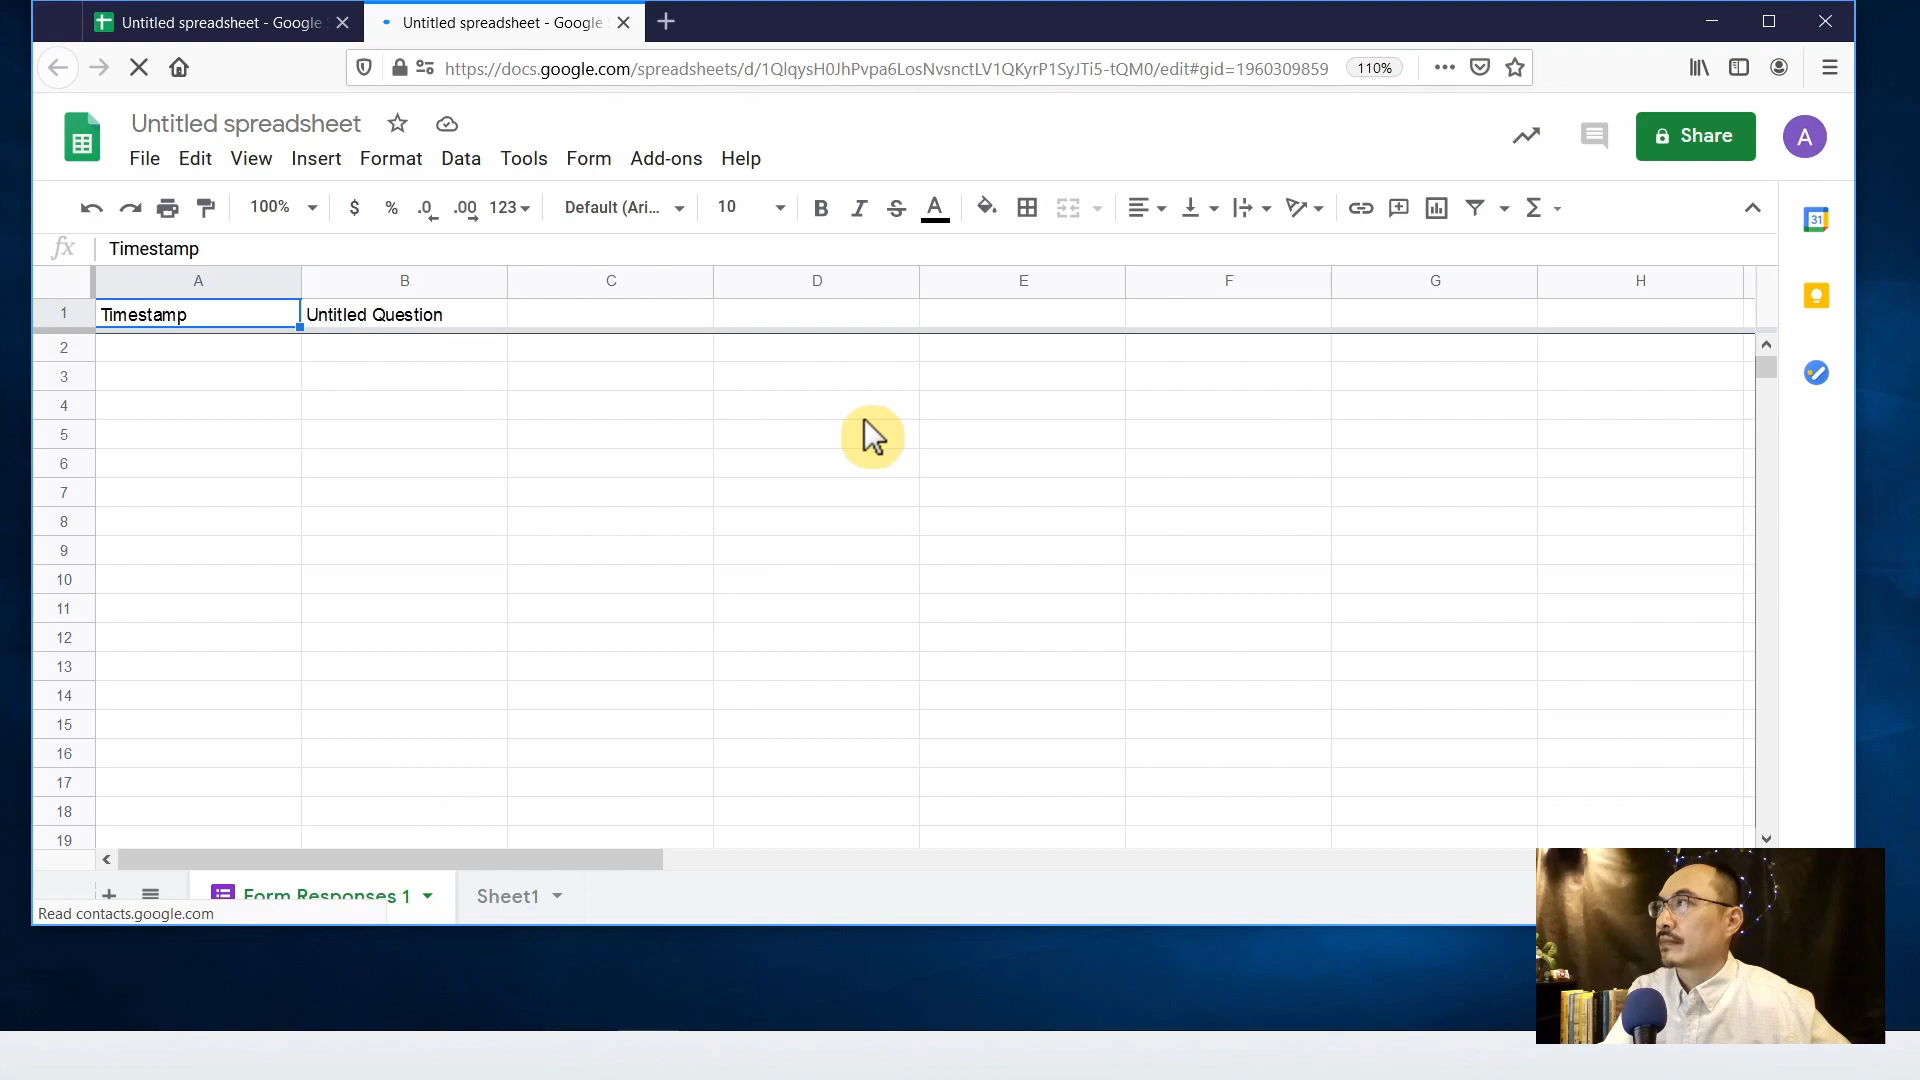 Untitled spreadsheet - Google
Untitled spreadsheet - Google
https://docs.google.com/spreadsheets/d/1QlqysH0JhPvpa6LosNvsnctLV1QKyrP1SyJTi5-tQM0/edit#gid=1960309859
110%
Untitled spreadsheet
Share
A
File Edit View Insert Format Data Tools Form Add-ons Help
100% $ % .0 .00 123 Default (Ari... 10 B I S A Σ
31
fx Timestamp
A B C D E F G H
1 Timestamp Untitled Question
2
3
4
5
6
7
8
9
10
11
12
13
14
15
16
17
18
19
Form Responses 1 Sheet1
Read contacts.google.com